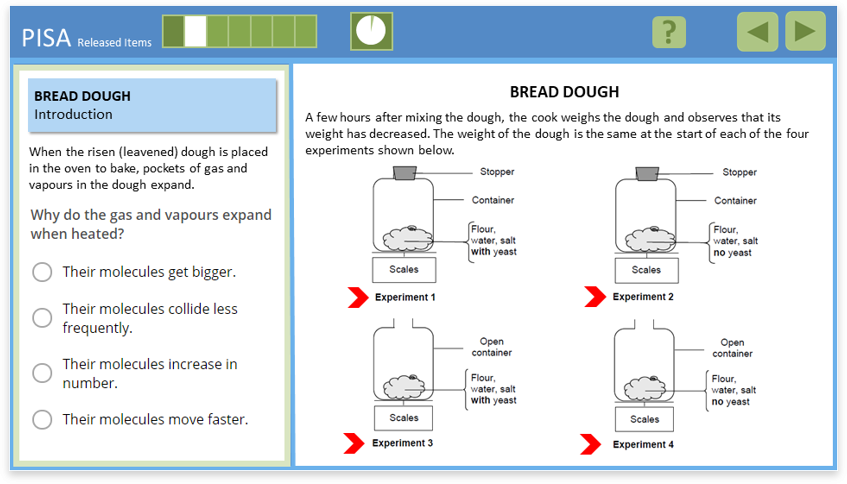 PISA Released Items
?
BREAD DOUGH
Introduction
When the risen (leavened) dough is placed
in the oven to bake, pockets of gas and
vapours in the dough expand.
Why do the gas and vapours expand
when heated?
Their molecules get bigger.
Their molecules collide less
frequently.
Their molecules increase in
number.
Their molecules move faster.
BREAD DOUGH
A few hours after mixing the dough, the cook weighs the dough and observes that its
weight has decreased. The weight of the dough is the same at the start of each of the four
experiments shown below.
Stopper
Container
Flour,
water, salt
with yeast
Scales
Experiment 1
Stopper
Container
Flour,
water, salt
no yeast
Scales
Experiment 2
Open
container
Flour,
water, salt
with yeast
Scales
Experiment 3
Open
container
Flour,
water, salt
no yeast
Scales
Experiment 4